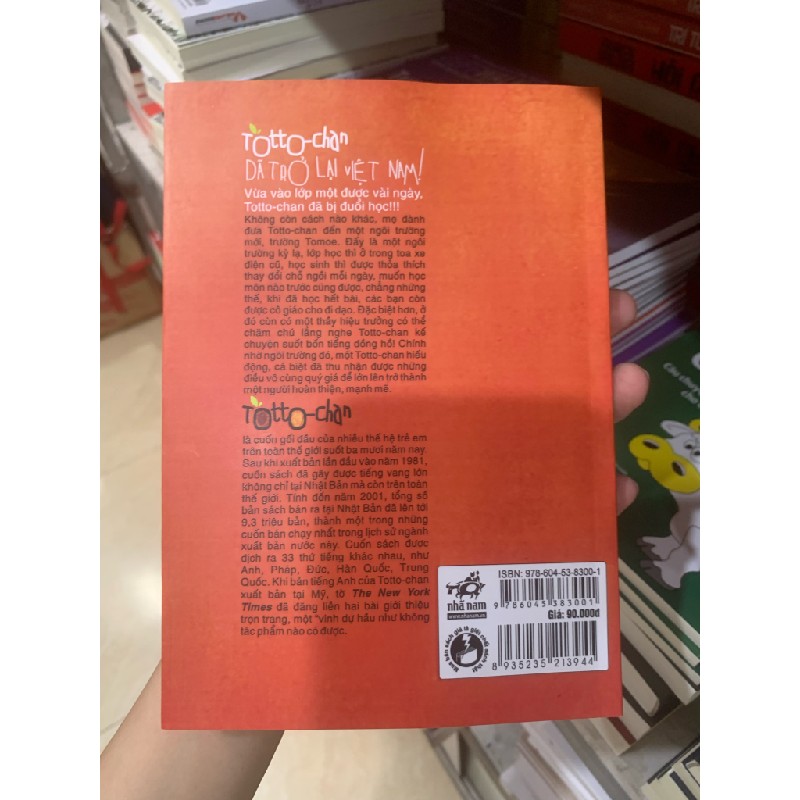 Totto-chan
ĐÃ TRỞ LẠI VIỆT NAM!
Vừa vào lớp một được vài ngày,
Totto-chan đã bị đuổi học!!!
Không còn cách nào khác, mẹ đành
đưa Totto-chan đến một ngôi trường
mới, trường Tomoe. Đấy là một ngôi
trường kỳ lạ, lớp học thì ở trong toa xe
điện cũ, học sinh thì được thỏa thích
thay đổi chỗ ngồi mỗi ngày, muốn học
môn nào trước cũng được, chẳng những
thế, khi đã học hết bài, các bạn còn
được cô giáo cho đi dạo. Đặc biệt hơn, ở
đó còn có một thầy hiệu trưởng có thể
chăm chú lắng nghe Totto-chan kể
chuyện suốt bốn tiếng đồng hồ! Chính
nhờ ngôi trường đó, một Totto-chan hiếu
động, cá biệt đã thu nhận được những
điều vô cùng quý giá để lớn lên trở thành
một người hoàn thiện, mạnh mẽ.
Totto-chan
là cuốn gối đầu của nhiều thế hệ trẻ em
trên toàn thế giới suốt ba mươi năm nay.
Sau khi xuất bản lần đầu vào năm 1981,
cuốn sách đã gây được tiếng vang lớn
không chỉ tại Nhật Bản mà còn trên toàn
thế giới. Tính đến năm 2001, tổng số
bản sách bán ra tại Nhật Bản đã lên tới
9,3 triệu bản, thành một trong những
cuốn bán chạy nhất trong lịch sử ngành
xuất bản nước này. Cuốn sách được
dịch ra 33 thứ tiếng khác nhau, như
Anh, Pháp, Đức, Hàn Quốc, Trung
Quốc. Khi bản tiếng Anh của Totto-chan
xuất bản tại Mỹ, tờ The New York
Times đã đăng liền hai bài giới thiệu
trọn trang, một "vinh dự hầu như không
tác phẩm nào có được.
ISBN: 978-604-53-8300-1
9 786045 383001
nhã nam
www.nhanam.vn
Giá: 90.000đ
8 935235 213944